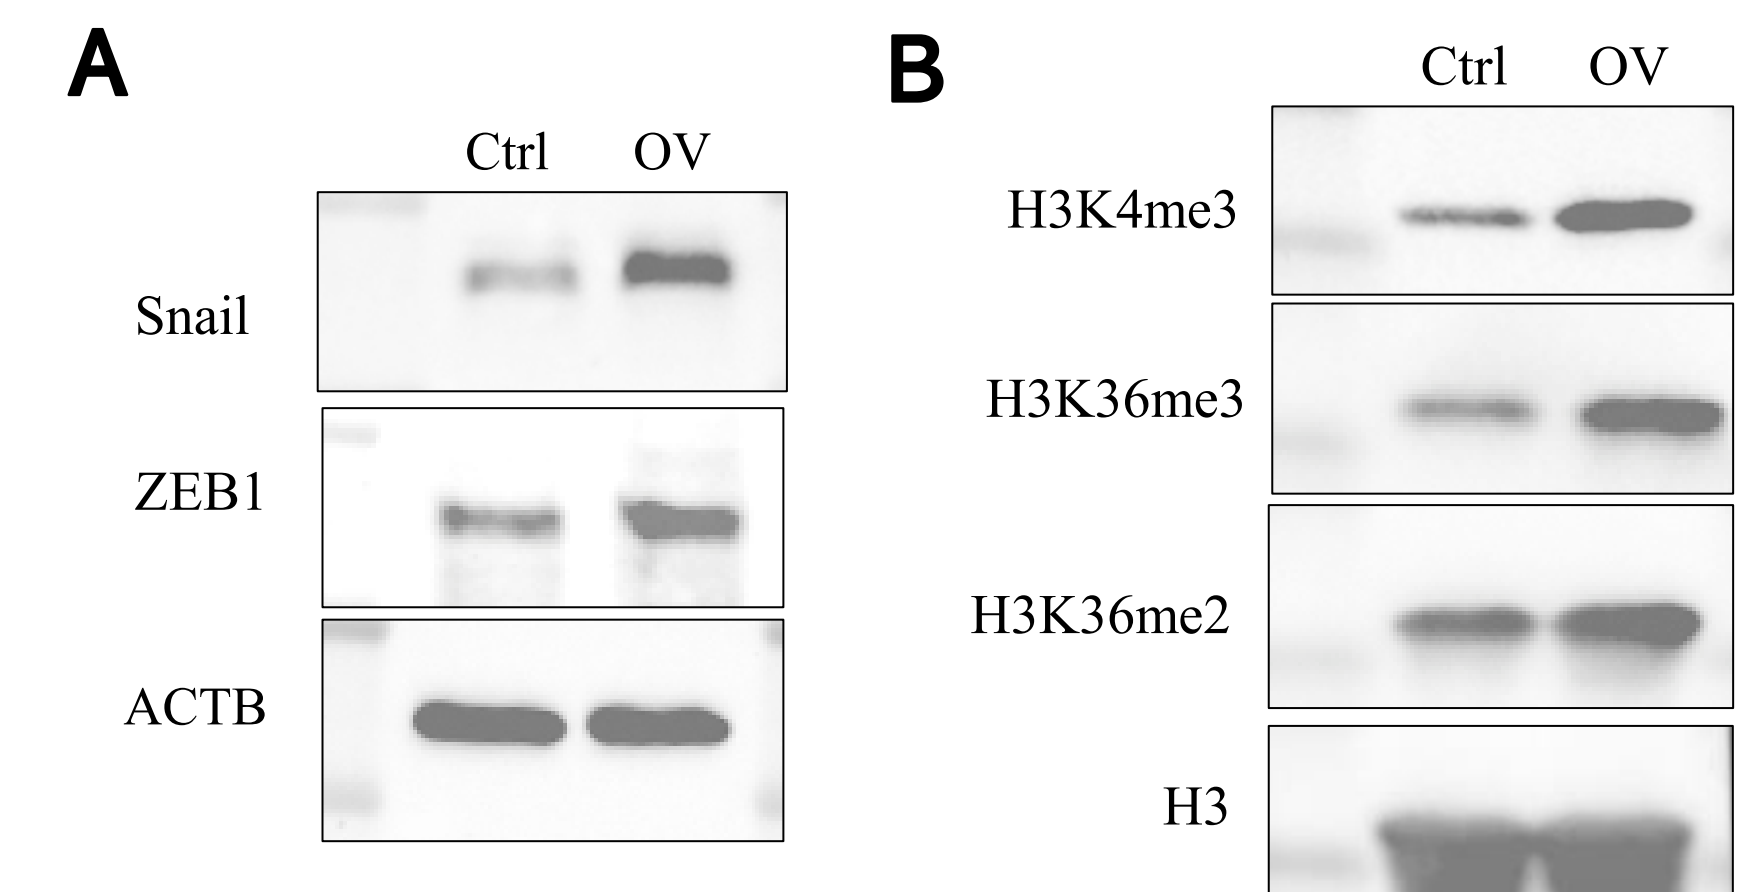 A
Ctrl OV
Snail
ZEB1
ACTB
B
Ctrl OV
H3K4me3
H3K36me3
H3K36me2
H3